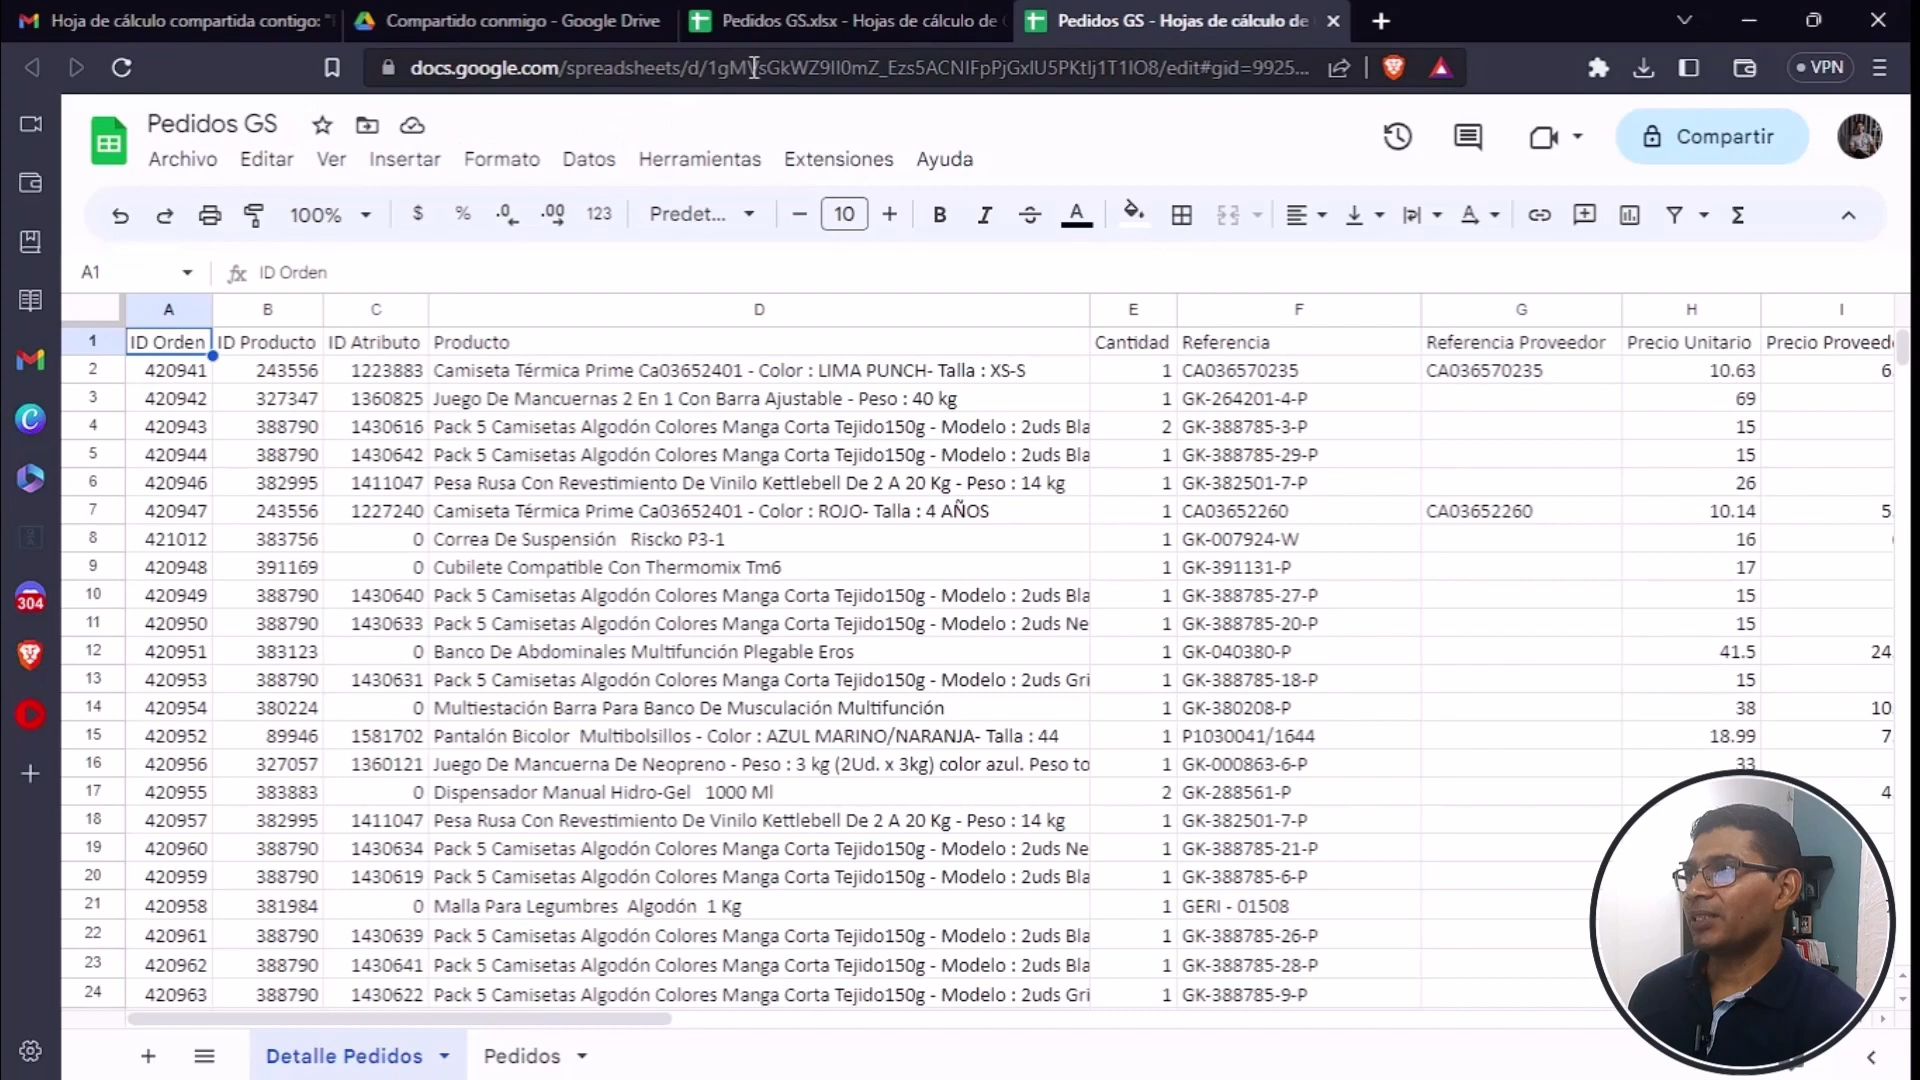 Hoja de cálculo compartida contigo: "
Compartido conmigo - Google Drive
Pedidos GS.xlsx - Hojas de cálculo de
Pedidos GS - Hojas de cálculo de
docs.google.com/spreadsheets/d/
VPN
Pedidos GS
Compartir
Archivo Editar Ver Insertar Formato Datos Herramientas Extensiones Ayuda
100% $ % .0 .00 123 Predet... − 10 + B I A
A1 fx ID Orden
A B C D E F G H I
1 ID Orden ID Producto ID Atributo Producto Cantidad Referencia Referencia Proveedor Precio Unitario Precio Proveed
2 420941 243556 1223883 Camiseta Térmica Prime Ca03652401 - Color : LIMA PUNCH- Talla : XS-S 1 CA036570235 CA036570235 10.63 6.
3 420942 327347 1360825 Juego De Mancuernas 2 En 1 Con Barra Ajustable - Peso : 40 kg 1 GK-264201-4-P 69
4 420943 388790 1430616 Pack 5 Camisetas Algodón Colores Manga Corta Tejido150g - Modelo : 2uds Bla 2 GK-388785-3-P 15
5 420944 388790 1430642 Pack 5 Camisetas Algodón Colores Manga Corta Tejido150g - Modelo : 2uds Bla 1 GK-388785-29-P 15
6 420946 382995 1411047 Pesa Rusa Con Revestimiento De Vinilo Kettlebell De 2 A 20 Kg - Peso : 14 kg 1 GK-382501-7-P 26
7 420947 243556 1227240 Camiseta Térmica Prime Ca03652401 - Color : ROJO- Talla : 4 AÑOS 1 CA03652260 CA03652260 10.14 5.
8 421012 383756 0 Correa De Suspensión Riscko P3-1 1 GK-007924-W 16
9 420948 391169 0 Cubilete Compatible Con Thermomix Tm6 1 GK-391131-P 17
10 420949 388790 1430640 Pack 5 Camisetas Algodón Colores Manga Corta Tejido150g - Modelo : 2uds Bla 1 GK-388785-27-P 15
11 420950 388790 1430633 Pack 5 Camisetas Algodón Colores Manga Corta Tejido150g - Modelo : 2uds Ne 1 GK-388785-20-P 15
12 420951 383123 0 Banco De Abdominales Multifunción Plegable Eros 1 GK-040380-P 41.5 24.
13 420953 388790 1430631 Pack 5 Camisetas Algodón Colores Manga Corta Tejido150g - Modelo : 2uds Gri 1 GK-388785-18-P 15
14 420954 380224 0 Multiestación Barra Para Banco De Musculación Multifunción 1 GK-380208-P 38 10
15 420952 89946 1581702 Pantalón Bicolor Multibolsillos - Color : AZUL MARINO/NARANJA- Talla : 44 1 P1030041/1644 18.99 7.
16 420956 327057 1360121 Juego De Mancuerna De Neopreno - Peso : 3 kg (2Ud. x 3kg) color azul. Peso to 1 GK-000863-6-P 33
17 420955 383883 0 Dispensador Manual Hidro-Gel 1000 Ml 2 GK-288561-P 4
18 420957 382995 1411047 Pesa Rusa Con Revestimiento De Vinilo Kettlebell De 2 A 20 Kg - Peso : 14 kg 1 GK-382501-7-P
19 420960 388790 1430634 Pack 5 Camisetas Algodón Colores Manga Corta Tejido150g - Modelo : 2uds Ne 1 GK-388785-21-P
20 420959 388790 1430619 Pack 5 Camisetas Algodón Colores Manga Corta Tejido150g - Modelo : 2uds Bla 1 GK-388785-6-P
21 420958 381984 0 Malla Para Legumbres Algodón 1 Kg 1 GERI - 01508
22 420961 388790 1430639 Pack 5 Camisetas Algodón Colores Manga Corta Tejido150g - Modelo : 2uds Bla 1 GK-388785-26-P
23 420962 388790 1430641 Pack 5 Camisetas Algodón Colores Manga Corta Tejido150g - Modelo : 2uds Bla 1 GK-388785-28-P
24 420963 388790 1430622 Pack 5 Camisetas Algodón Colores Manga Corta Tejido150g - Modelo : 2uds Gri 1 GK-388785-9-P
304
Detalle Pedidos Pedidos